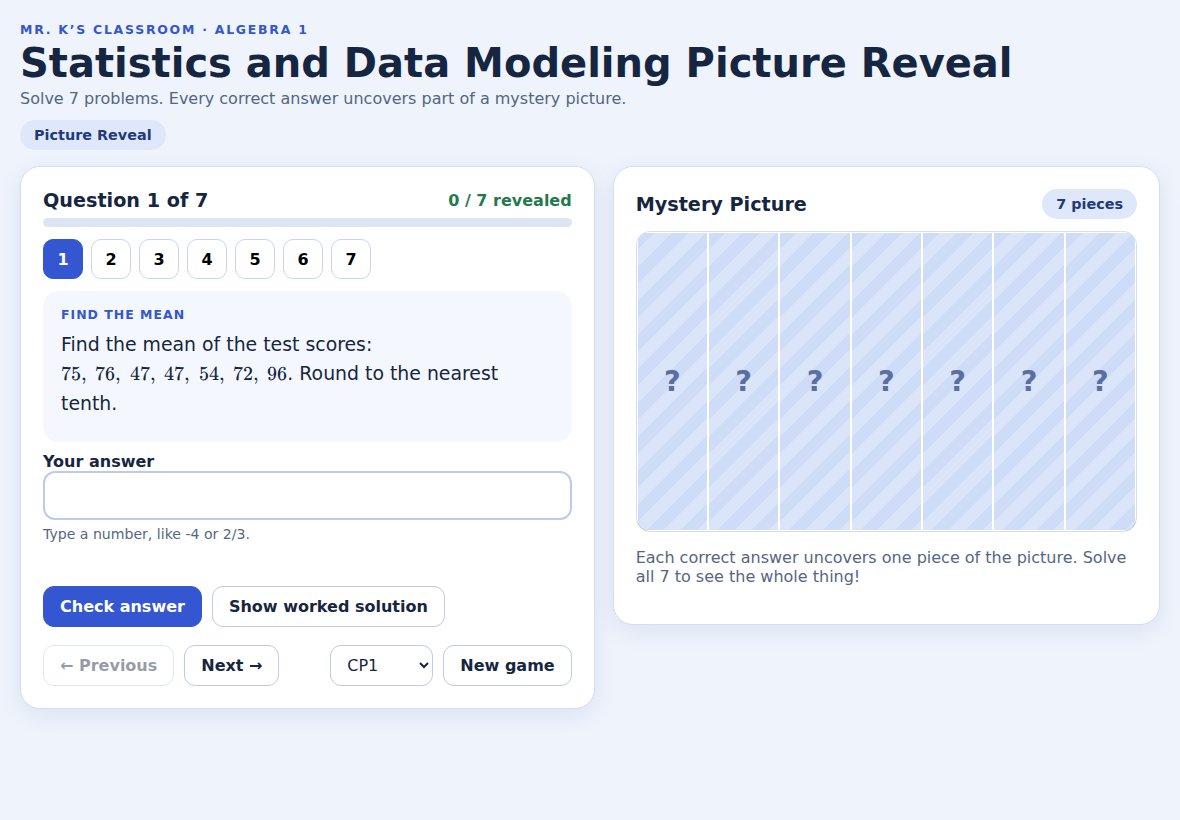 MR. K’S CLASSROOM · ALGEBRA 1
Statistics and Data Modeling Picture Reveal
Solve 7 problems. Every correct answer uncovers part of a mystery picture.
Picture Reveal
Question 1 of 7
0 / 7 revealed
1 2 3 4 5 6 7
FIND THE MEAN
Find the mean of the test scores:
75, 76, 47, 47, 54, 72, 96. Round to the nearest
tenth.
Your answer
Type a number, like -4 or 2/3.
Check answer
Show worked solution
← Previous
Next →
CP1
New game
Mystery Picture
7 pieces
? ? ? ? ? ? ?
Each correct answer uncovers one piece of the picture. Solve
all 7 to see the whole thing!